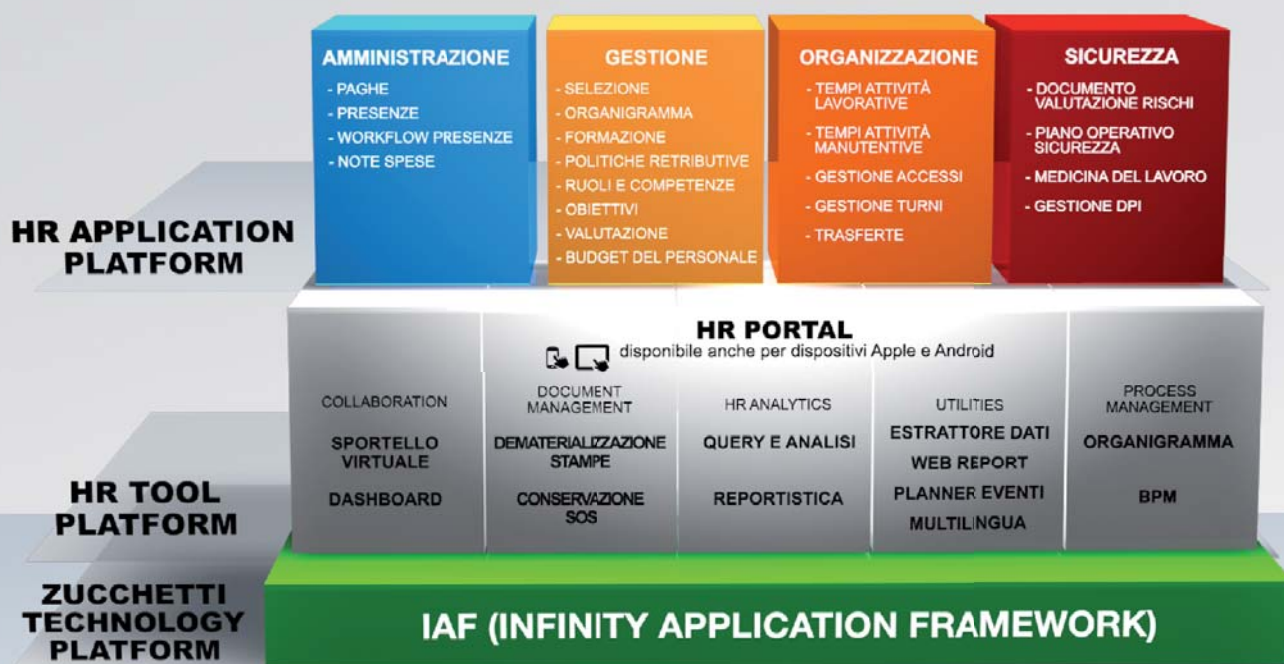 AMMINISTRAZIONE
- PAGHE
- PRESENZE
- WORKFLOW PRESENZE
- NOTE SPESE
GESTIONE
- SELEZIONE
- ORGANIGRAMMA
- FORMAZIONE
- POLITICHE RETRIBUTIVE
- RUOLI E COMPETENZE
- OBIETTIVI
- VALUTAZIONE
- BUDGET DEL PERSONALE
ORGANIZZAZIONE
- TEMPI ATTIVITÀ
LAVORATIVE
- TEMPI ATTIVITÀ
MANUTENTIVE
- GESTIONE ACCESSI
- GESTIONE TURNI
- TRASFERTE
SICUREZZA
- DOCUMENTO
VALUTAZIONE RISCHI
- PIANO OPERATIVO
SICUREZZA
- MEDICINA DEL LAVORO
- GESTIONE DPI
HR APPLICATION
PLATFORM
HR PORTAL
disponibile anche per dispositivi Apple e Android
COLLABORATION
SPORTELLO
VIRTUALE
DASHBOARD
DOCUMENT
MANAGEMENT
DEMATERIALIZZAZIONE
STAMPE
CONSERVAZIONE
SOS
HR ANALYTICS
QUERY E ANALISI
REPORTISTICA
UTILITIES
ESTRATTORE DATI
WEB REPORT
PLANNER EVENTI
MULTILINGUA
PROCESS
MANAGEMENT
ORGANIGRAMMA
BPM
HR TOOL
PLATFORM
ZUCCHETTI
TECHNOLOGY
PLATFORM
IAF (INFINITY APPLICATION FRAMEWORK)